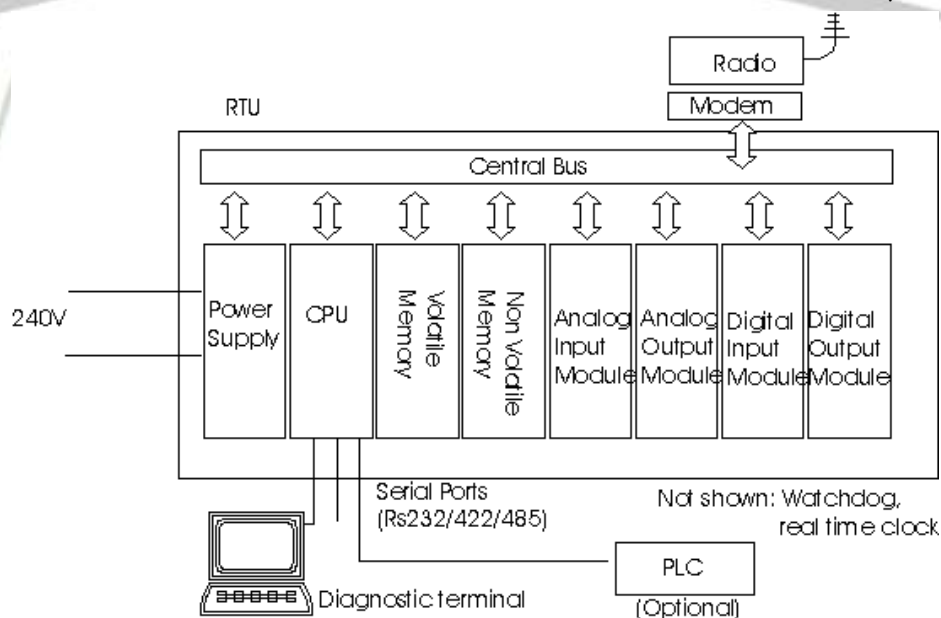 Radio
Modem
RTU
Central Bus
240V
Power
Supply
CPU
Volatile
Memory
Non Volatile
Memory
Analog
Input
Module
Analog
Output
Module
Digital
Input
Module
Digital
Output
Module
Serial Ports
(Rs232/422/485)
Not shown: Watchdog,
real time clock
PLC
(Optional)
Diagnostic terminal